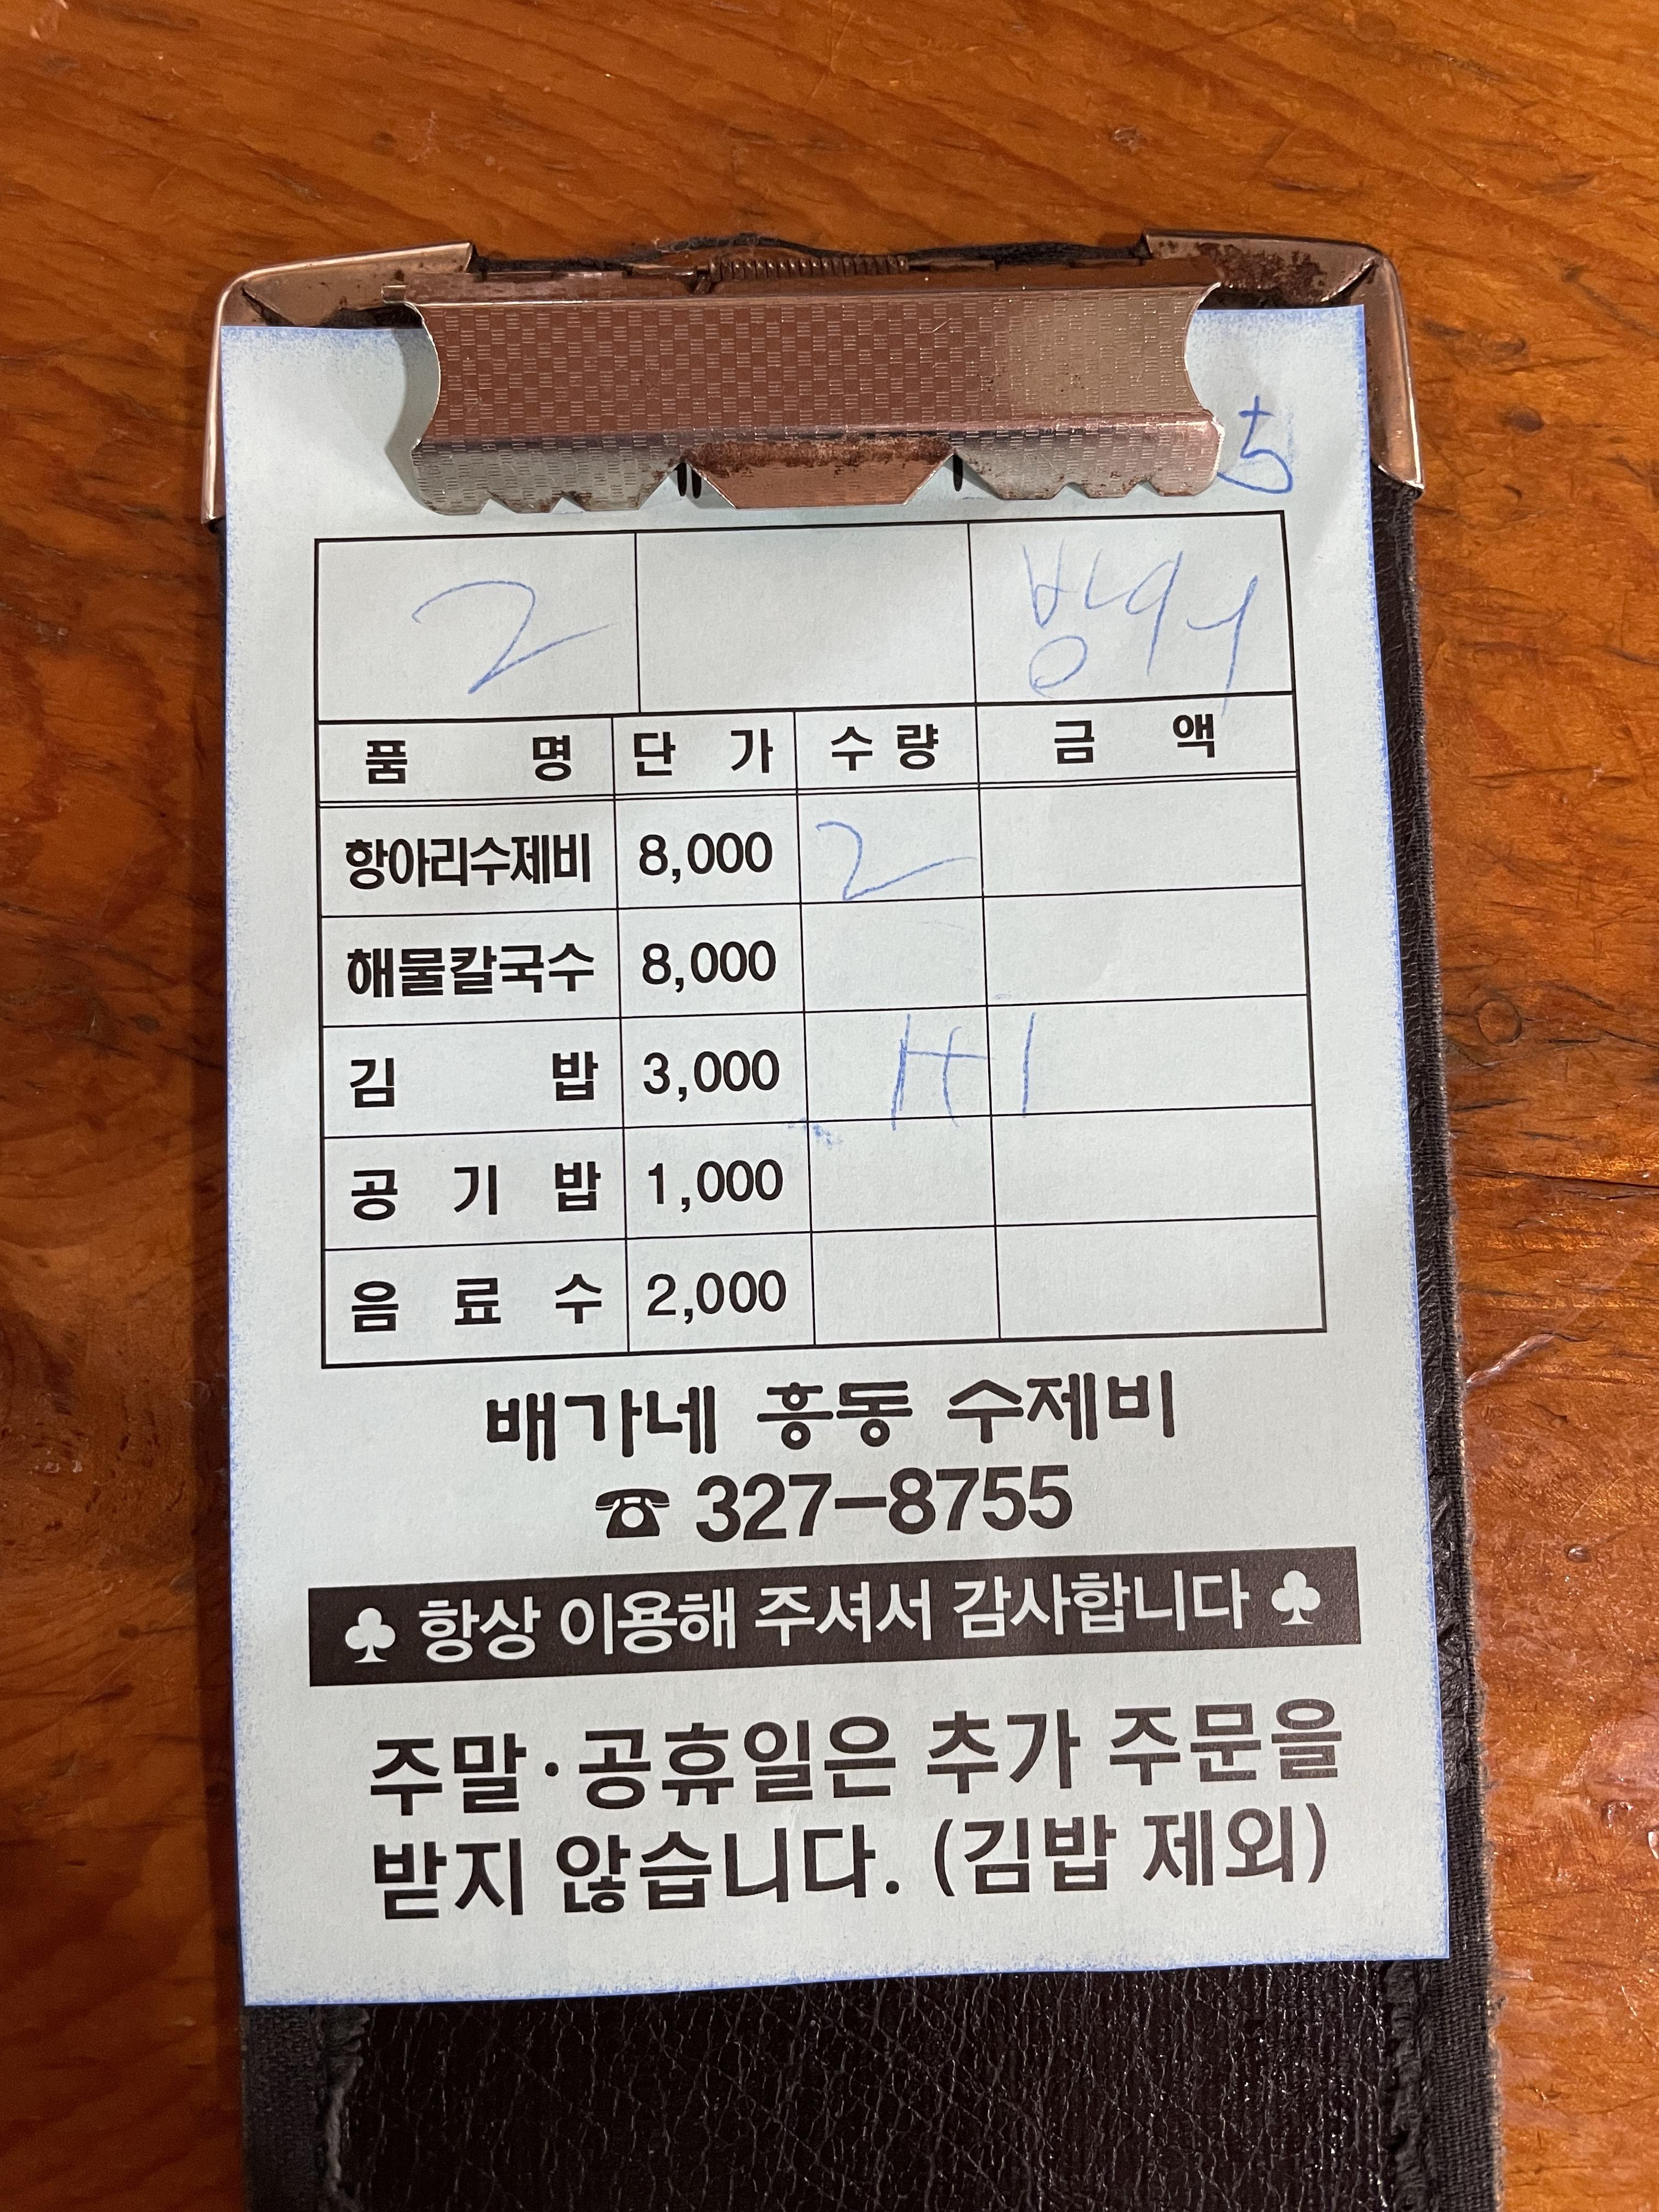 5
2
품 명 단 가 수 량 금 액
항아리수제비 8,000 2
해물칼국수 8,000
김 밥 3,000 1+1
공 기 밥 1,000
음 료 수 2,000
배가네 흥동 수제비
☎ 327-8755
♣ 항상 이용해 주셔서 감사합니다 ♣
주말·공휴일은 추가 주문을
받지 않습니다. (김밥 제외)